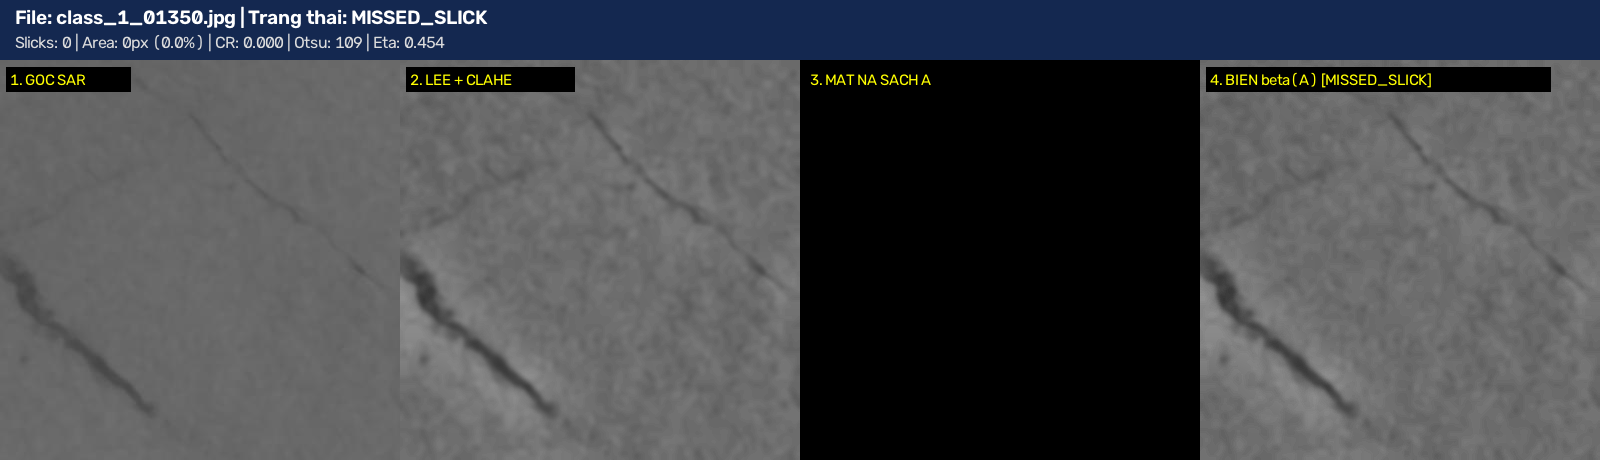 File: class_1_01350.jpg | Trang thai: MISSED_SLICK
Slicks: 0 | Area: 0px (0.0%) | CR: 0.000 | Otsu: 109 | Eta: 0.454
1. GOC SAR
2. LEE + CLAHE
3. MAT NA SACH A
4. BIEN beta(A) [MISSED_SLICK]